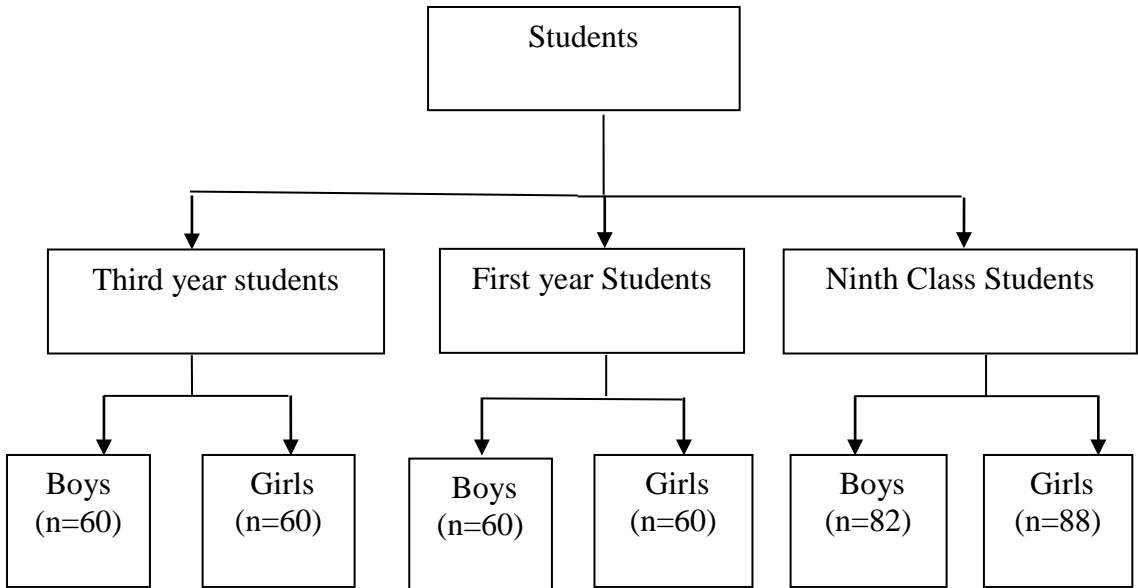 Students
Third year students
First year Students
Ninth Class Students
Boys
(n=60)
Girls
(n=60)
Boys
(n=60)
Girls
(n=60)
Boys
(n=82)
Girls
(n=88)